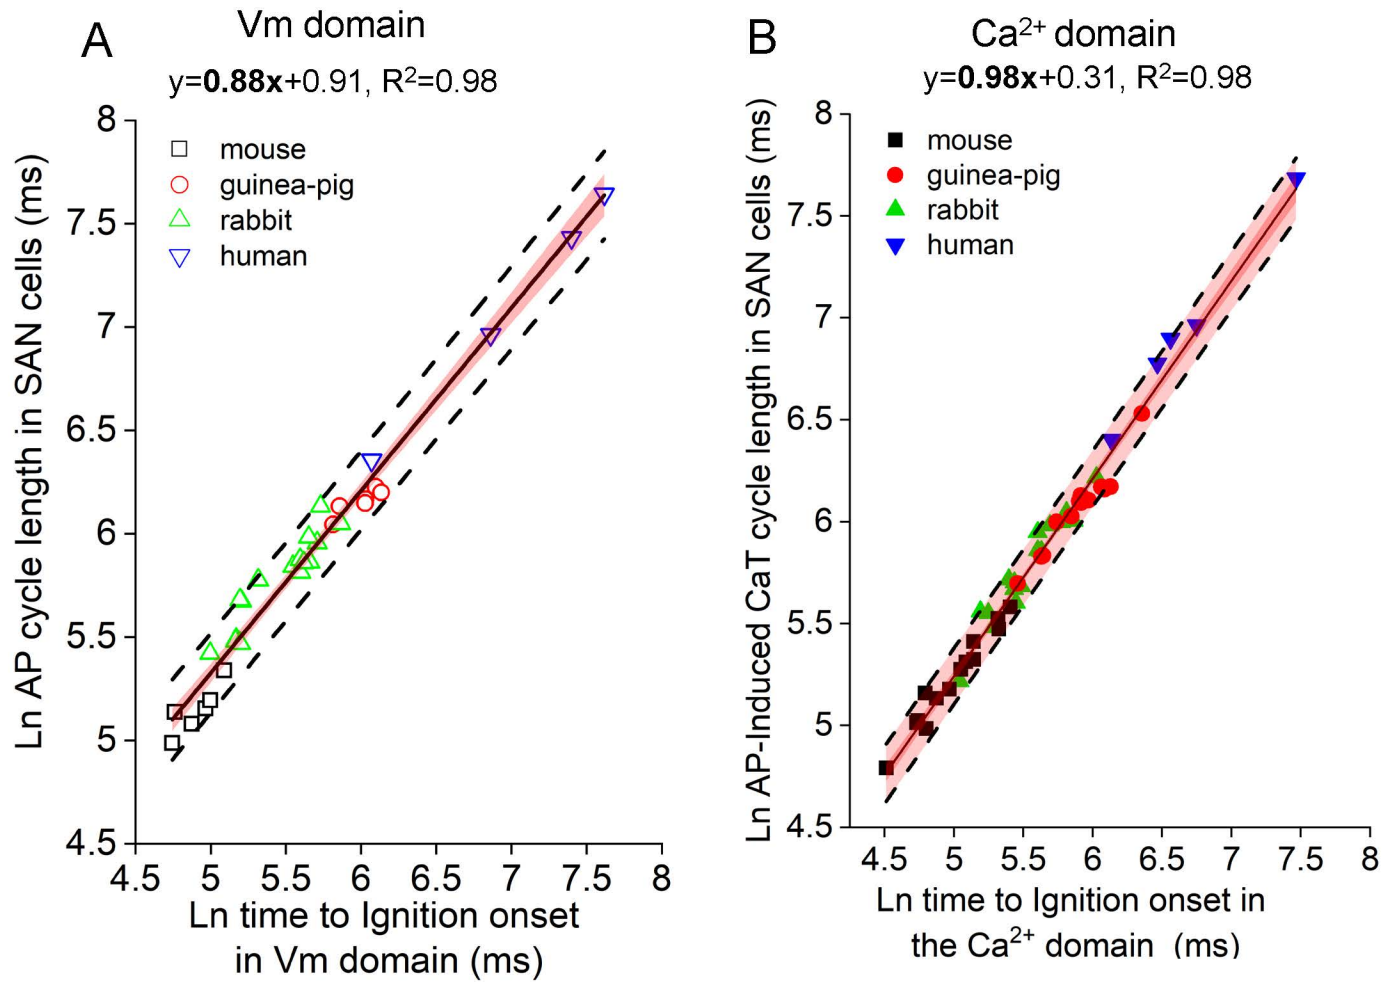 A
Vm domain
y=0.88x+0.91, R²=0.98
Ln AP cycle length in SAN cells (ms)
8
7.5
7
6.5
6
5.5
5
4.5
mouse
guinea-pig
rabbit
human
4.5 5 5.5 6 6.5 7 7.5 8
Ln time to Ignition onset
in Vm domain (ms)
B
Ca²⁺ domain
y=0.98x+0.31, R²=0.98
Ln AP-Induced CaT cycle length in SAN cells (ms)
8
7.5
7
6.5
6
5.5
5
4.5
mouse
guinea-pig
rabbit
human
4.5 5 5.5 6 6.5 7 7.5 8
Ln time to Ignition onset in
the Ca²⁺ domain (ms)